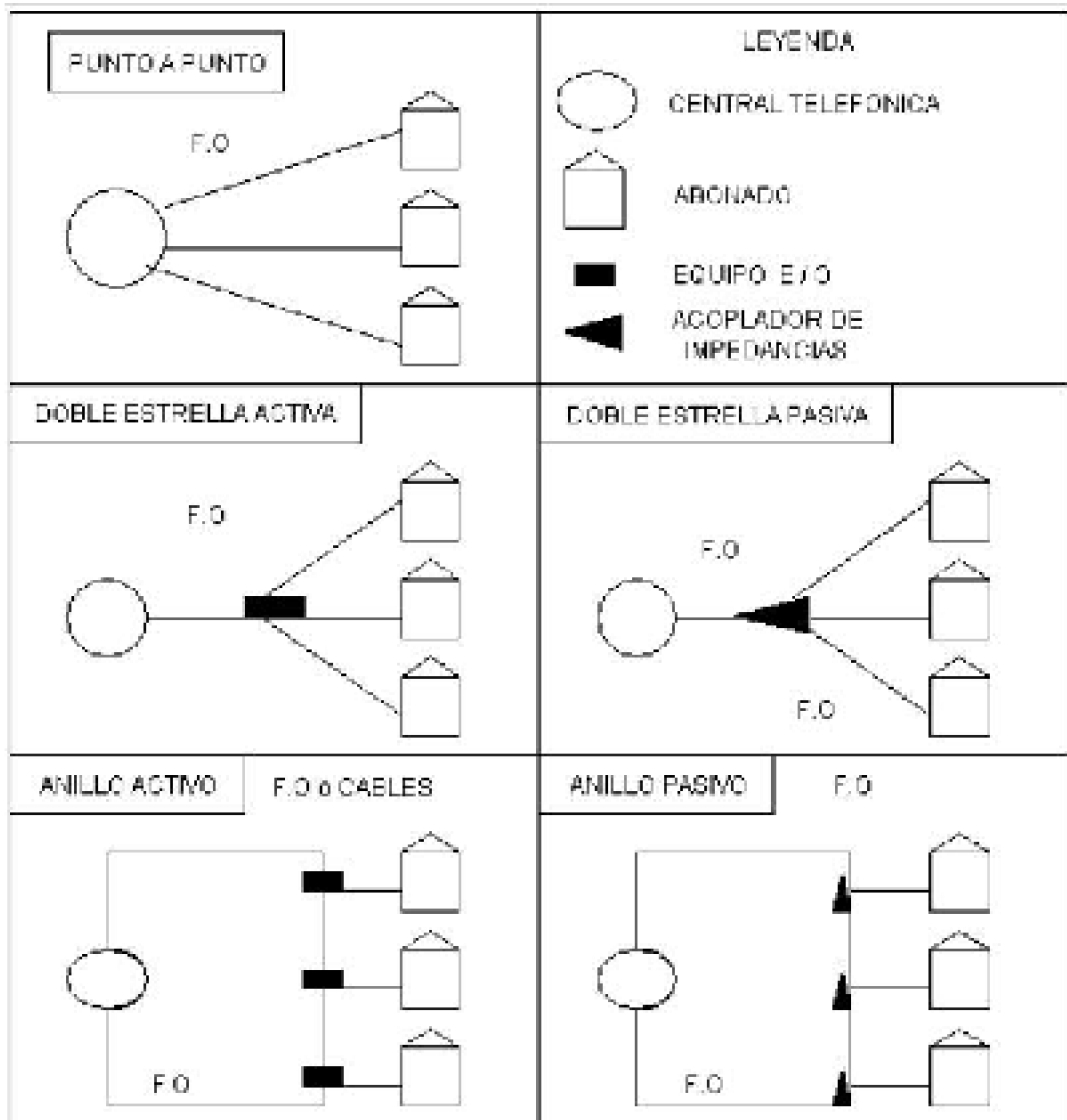 PUNTO A PUNTO
F.O
LEYENDA
CENTRAL TELEFONICA
ABONADO
EQUIPO E / O
ACOPLADOR DE
IMPEDANCIAS
DOBLE ESTRELLA ACTIVA
F.O
DOBLE ESTRELLA PASIVA
F.O
F.O
ANILLO ACTIVO
F.O o CABLES
F.O
ANILLO PASIVO
F.O
F.O